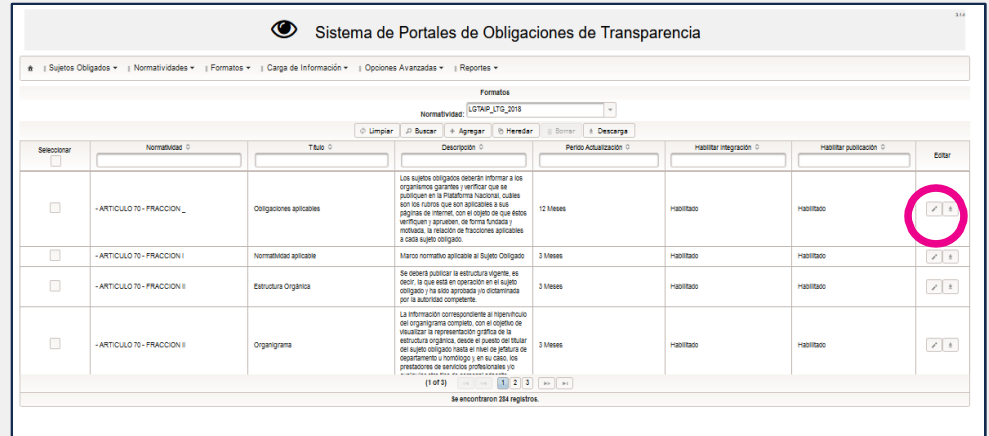 3.1.6
Sistema de Portales de Obligaciones de Transparencia
Sujetos Obligados Normatividades Formatos Carga de Información Opciones Avanzadas Reportes
Formatos
Normatividad: LGTAIP_LTG_2018
Limpiar Buscar Agregar Heredar Borrar Descarga
Seleccionar Normatividad Título Descripción Perido Actualización Habilitar integración Habilitar publicación Editar
Los sujetos obligados deberán informar a los
organismos garantes y verificar que se
publiquen en la Plataforma Nacional, cuáles
son los rubros que son aplicables a sus
páginas de internet, con el objeto de que éstos
verifiquen y aprueben, de forma fundada y
motivada, la relación de fracciones aplicables
a cada sujeto obligado.
- ARTICULO 70 - FRACCION _ Obligaciones aplicables 12 Meses Habilitado Habilitado
- ARTICULO 70 - FRACCION I Normatividad aplicable Marco normativo aplicable al Sujeto Obligado 3 Meses Habilitado Habilitado
Se deberá publicar la estructura vigente, es
decir, la que está en operación en el sujeto
obligado y ha sido aprobada y/o dictaminada
por la autoridad competente.
- ARTICULO 70 - FRACCION II Estructura Orgánica 3 Meses Habilitado Habilitado
La información correspondiente al hipervínculo
del organigrama completo, con el objetivo de
visualizar la representación gráfica de la
estructura orgánica, desde el puesto del titular
del sujeto obligado hasta el nivel de jefatura de
departamento u homólogo y, en su caso, los
prestadores de servicios profesionales y/o
- ARTICULO 70 - FRACCION II Organigrama 3 Meses Habilitado Habilitado
(1 of 3) 1 2 3
Se encontraron 284 registros.